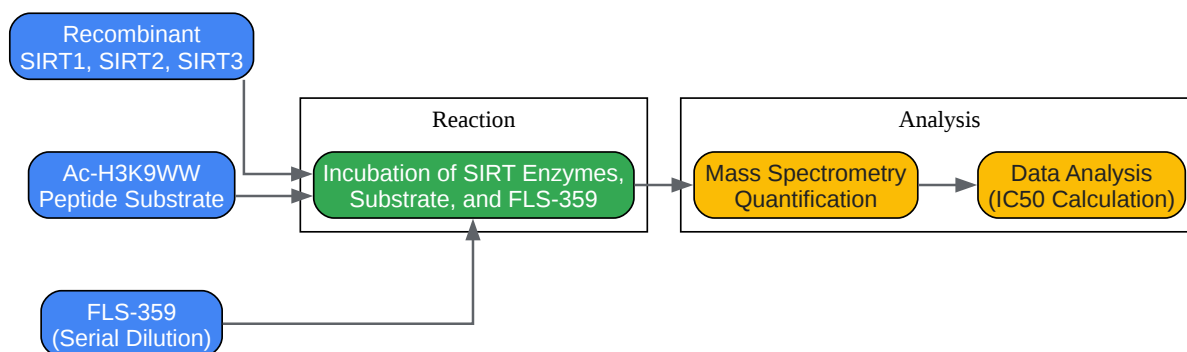 Recombinant
SIRT1, SIRT2, SIRT3
Reaction
Analysis
Ac-H3K9WW
Peptide Substrate
Incubation of SIRT Enzymes,
Substrate, and FLS-359
Mass Spectrometry
Quantification
Data Analysis
(IC50 Calculation)
FLS-359
(Serial Dilution)